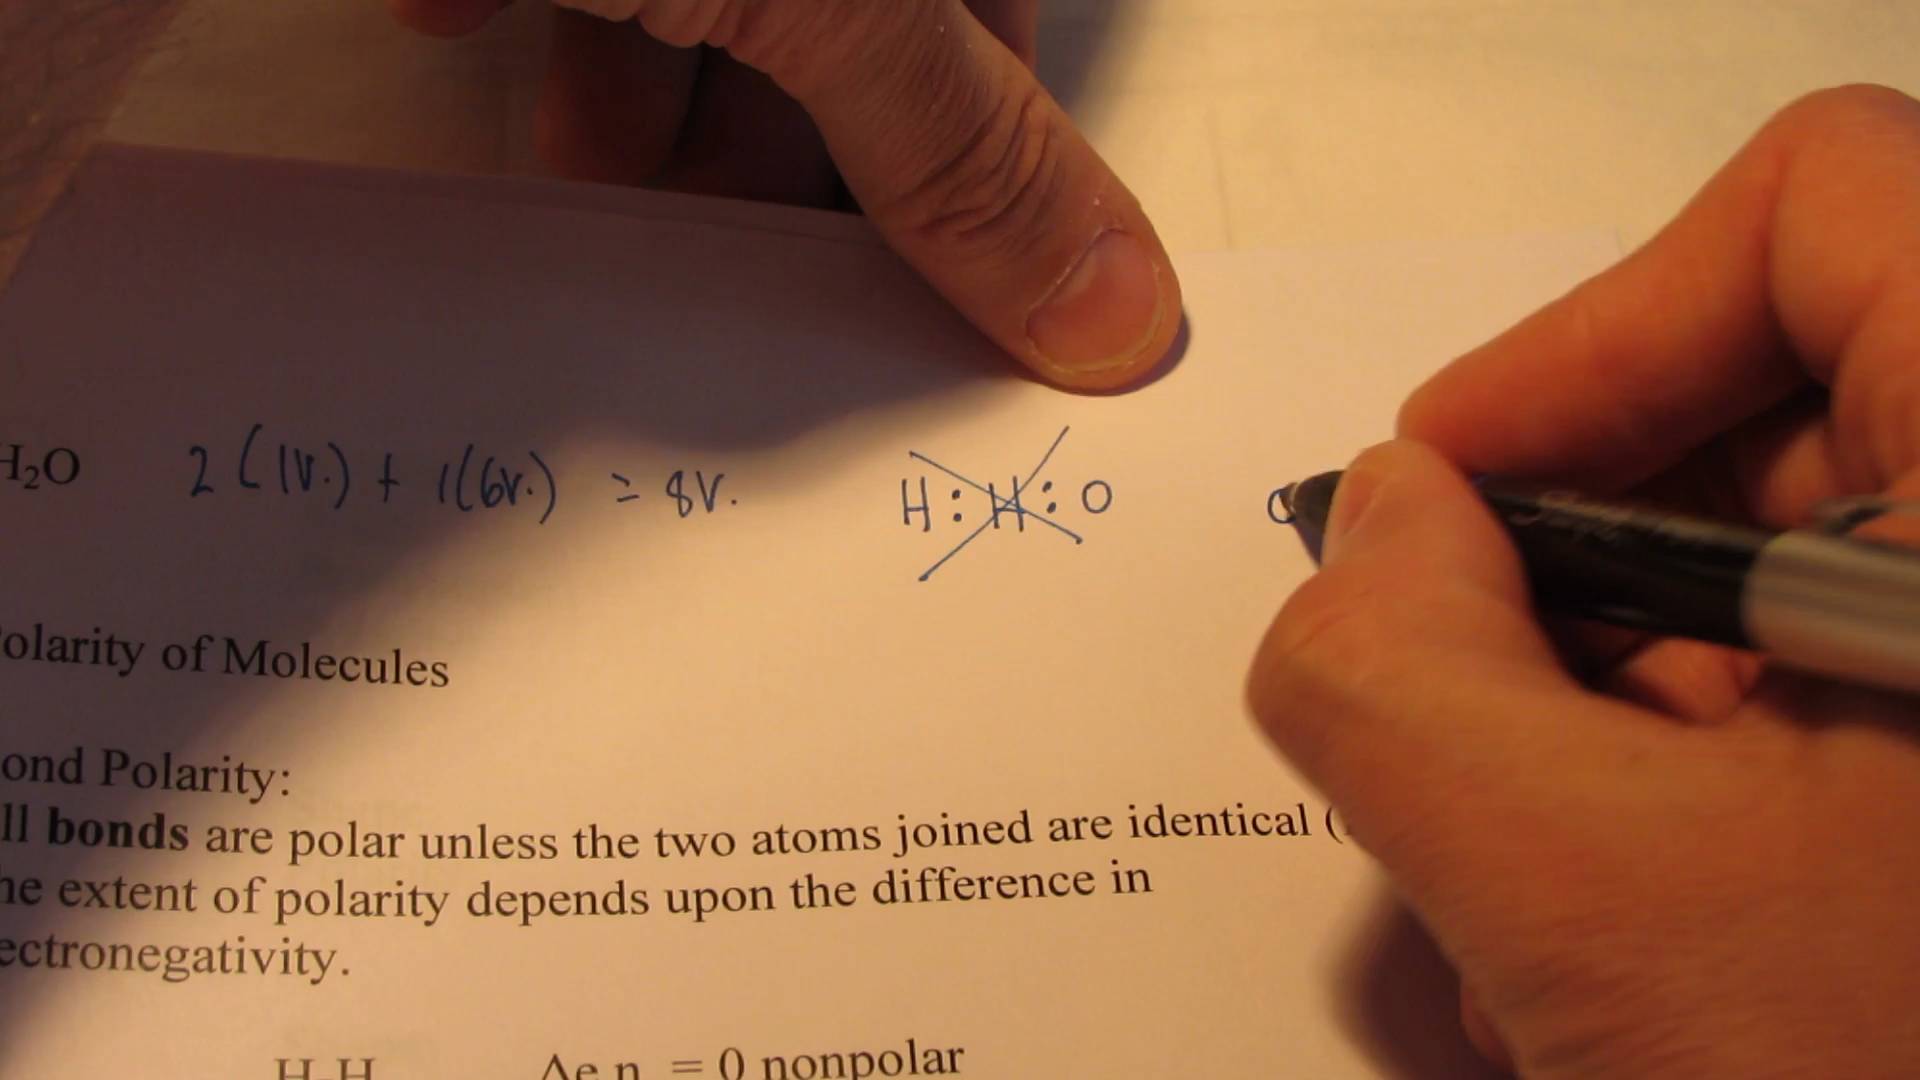 H₂O 2 (1v.) + 1(6v.) = 8v. H : H : O
olarity of Molecules
ond Polarity:
ll bonds are polar unless the two atoms joined are identical (
he extent of polarity depends upon the difference in
ectronegativity.
H-H Δe.n. = 0 nonpolar